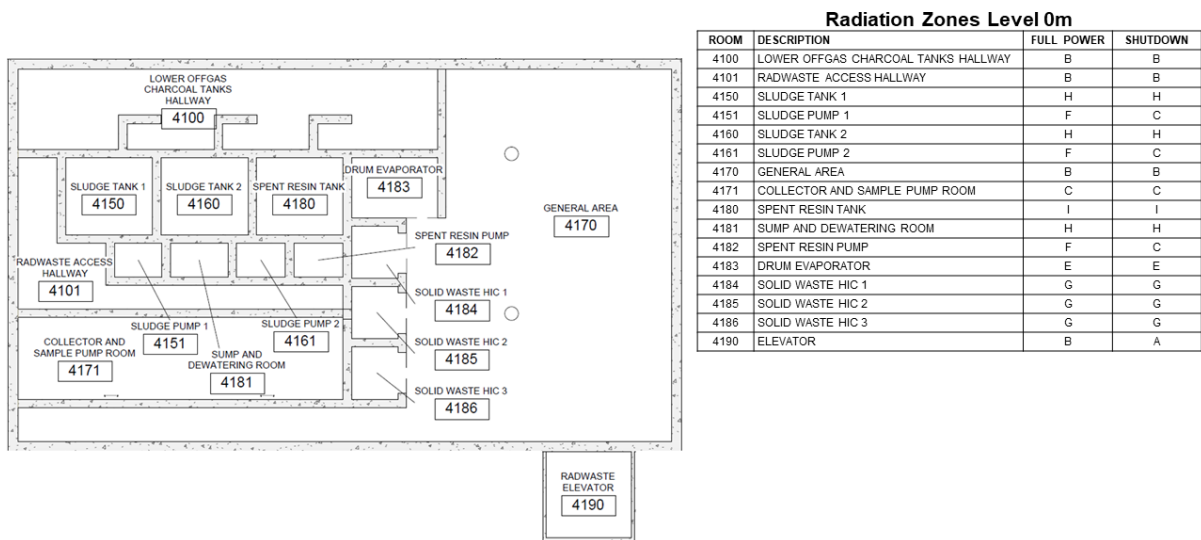 LOWER OFFGAS
CHARCOAL TANKS
HALLWAY
4100
SLUDGE TANK 1
4150
SLUDGE TANK 2
4160
SPENT RESIN TANK
4180
DRUM EVAPORATOR
4183
GENERAL AREA
4170
SPENT RESIN PUMP
4182
RADWASTE ACCESS
HALLWAY
4101
SOLID WASTE HIC 1
4184
SLUDGE PUMP 1
4151
SLUDGE PUMP 2
4161
COLLECTOR AND
SAMPLE PUMP ROOM
4171
SUMP AND
DEWATERING ROOM
4181
SOLID WASTE HIC 2
4185
SOLID WASTE HIC 3
4186
RADWASTE
ELEVATOR
4190
Radiation Zones Level 0m
ROOM DESCRIPTION FULL POWER SHUTDOWN
4100 LOWER OFFGAS CHARCOAL TANKS HALLWAY B B
4101 RADWASTE ACCESS HALLWAY B B
4150 SLUDGE TANK 1 H H
4151 SLUDGE PUMP 1 F C
4160 SLUDGE TANK 2 H H
4161 SLUDGE PUMP 2 F C
4170 GENERAL AREA B B
4171 COLLECTOR AND SAMPLE PUMP ROOM C C
4180 SPENT RESIN TANK I I
4181 SUMP AND DEWATERING ROOM H H
4182 SPENT RESIN PUMP F C
4183 DRUM EVAPORATOR E E
4184 SOLID WASTE HIC 1 G G
4185 SOLID WASTE HIC 2 G G
4186 SOLID WASTE HIC 3 G G
4190 ELEVATOR B A